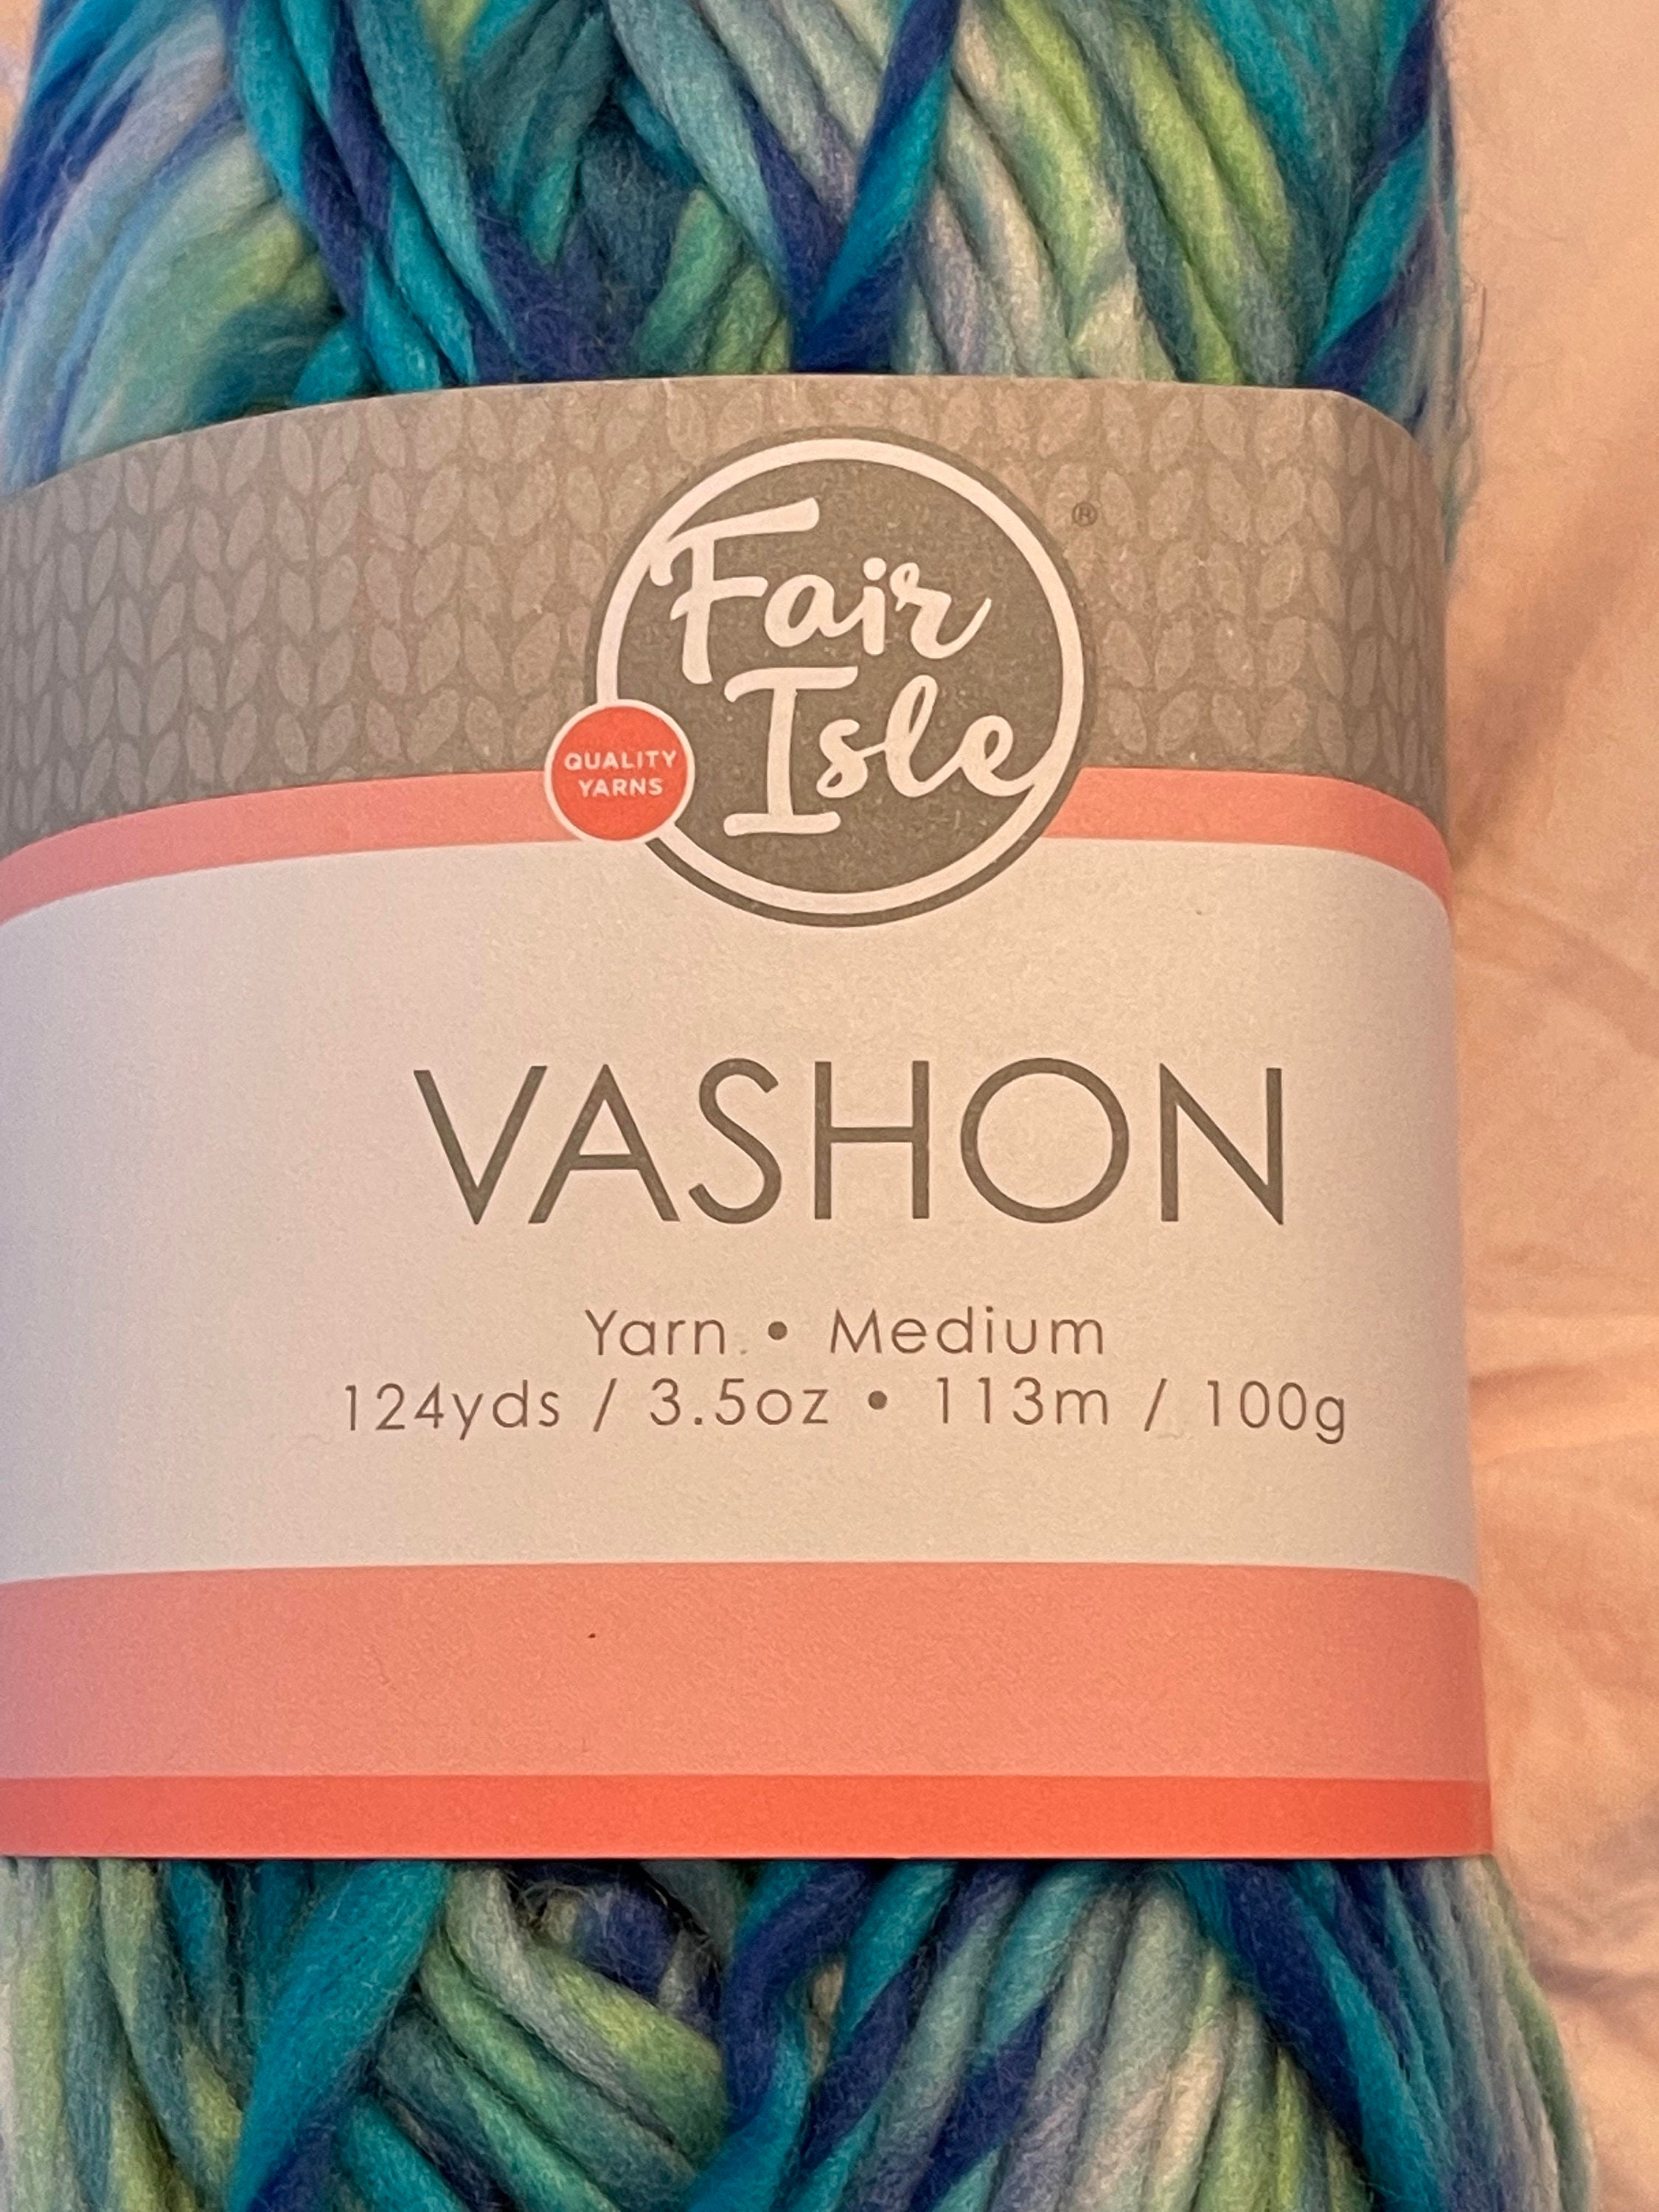 Fair
Isle
®
QUALITY
YARNS
VASHON
Yarn • Medium
124yds / 3.5oz • 113m / 100g